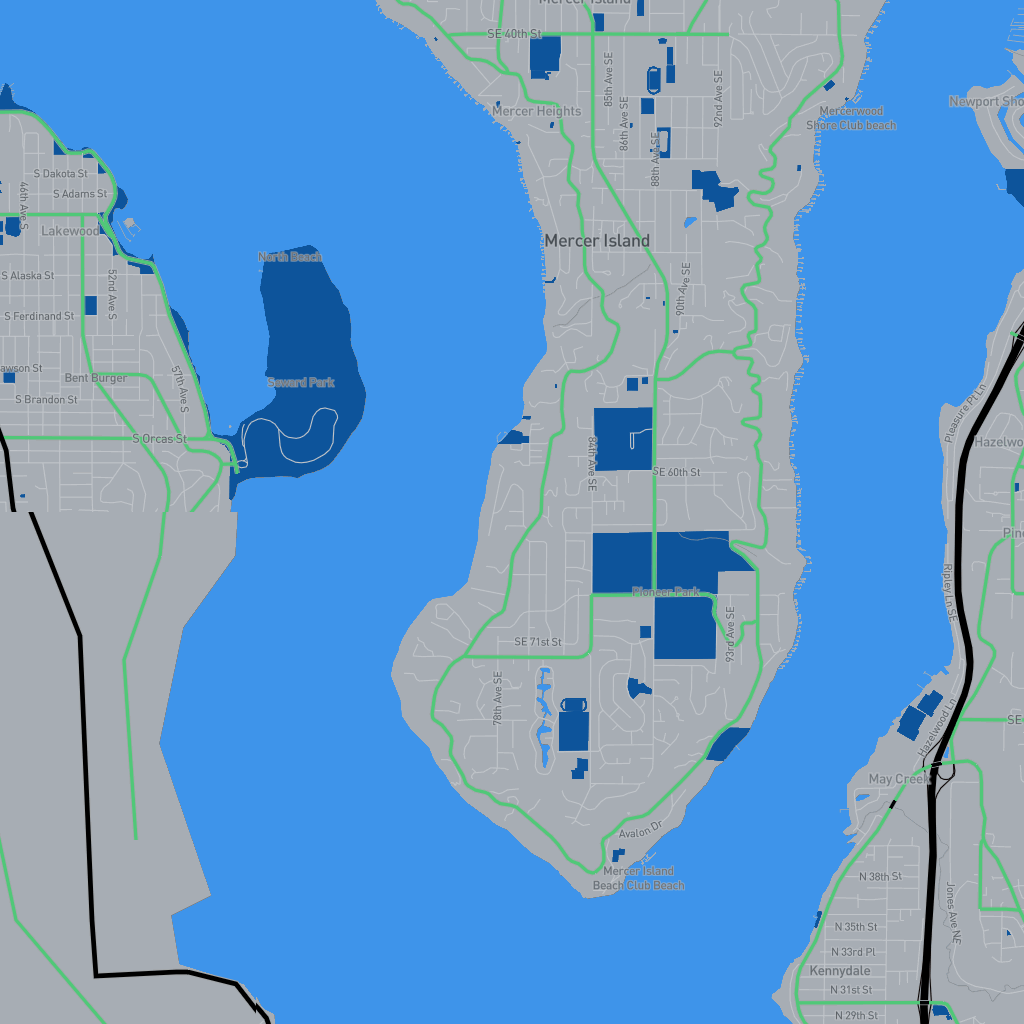 Mercer Island
SE 40th St
85th Ave SE
92nd Ave SE
86th Ave SE
88th Ave SE
Mercer Heights
Mercerwood
Shore Club beach
Newport Sho
S Dakota St
S Adams St
46th Ave S
Lakewood
Mercer Island
North Beach
S Alaska St
52nd Ave S
90th Ave SE
S Ferdinand St
awson St
Bent Burger
57th Ave S
Seward Park
S Brandon St
Pleasure Pt Ln
S Orcas St
84th Ave SE
SE 60th St
Hazelwo
Pine
Pioneer Park
Ripley Ln SE
SE 71st St
93rd Ave SE
78th Ave SE
Hazelwood Ln
SE
May Creek
Avalon Dr
Mercer Island
Beach Club Beach
N 38th St
Jones Ave NE
N 35th St
N 33rd Pl
Kennydale
N 31st St
N 29th St